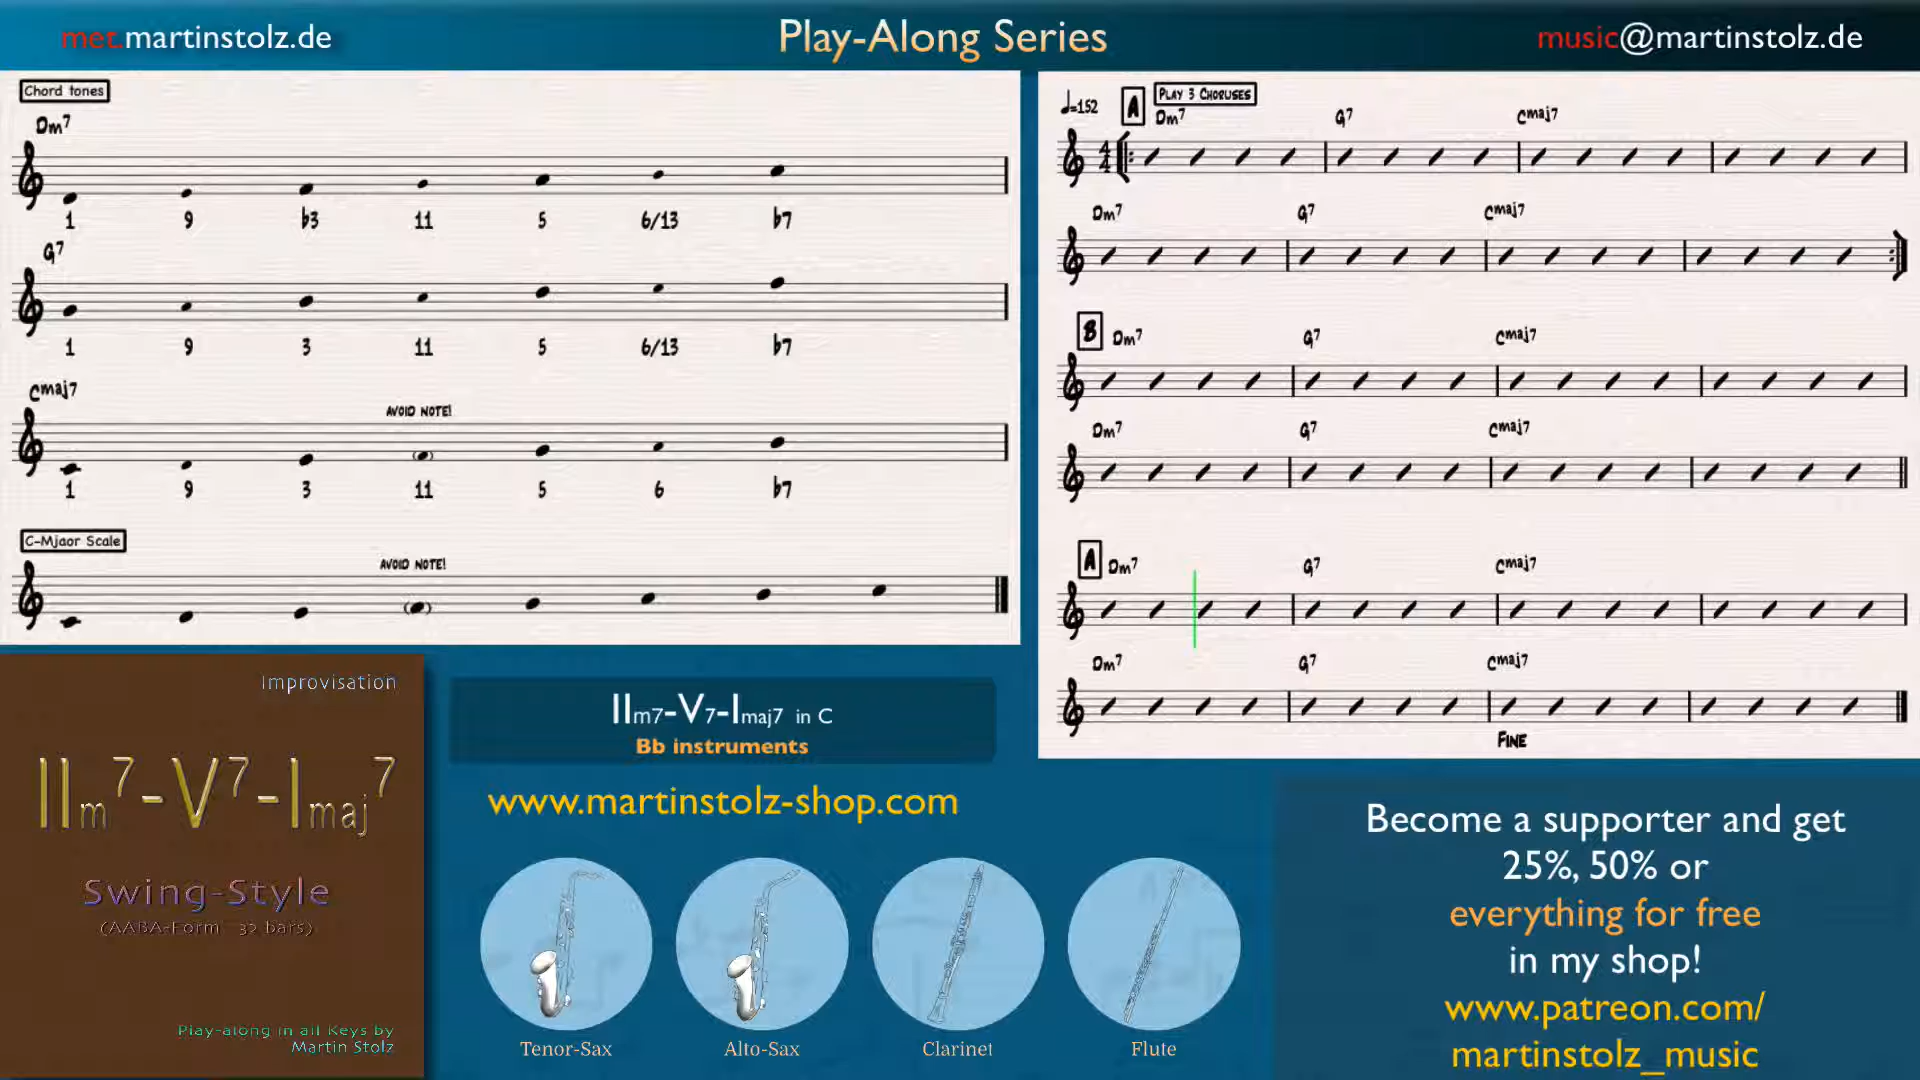 met.martinstolz.de
Play-Along Series
music@martinstolz.de
Chord tones
Dm7
1 9 b3 11 5 6/13 b7
G7
1 9 3 11 5 6/13 b7
Cmaj7
AVOID NOTE!
1 9 3 11 5 6 b7
C-Mjaor Scale
AVOID NOTE!
♩=152 A PLAY 3 CHORUSES
Dm7 G7 Cmaj7
4
4
Dm7 G7 Cmaj7
B Dm7 G7 Cmaj7
Dm7 G7 Cmaj7
A Dm7 G7 Cmaj7
Dm7 G7 Cmaj7
FINE
Improvisation
IIm7-V7-Imaj7
Swing-Style
(AABA-Form 32 bars)
Play-along in all Keys by
Martin Stolz
IIm7-V7-Imaj7 in C
Bb instruments
www.martinstolz-shop.com
Tenor-Sax Alto-Sax Clarinet Flute
Become a supporter and get
25%, 50% or
everything for free
in my shop!
www.patreon.com/
martinstolz_music